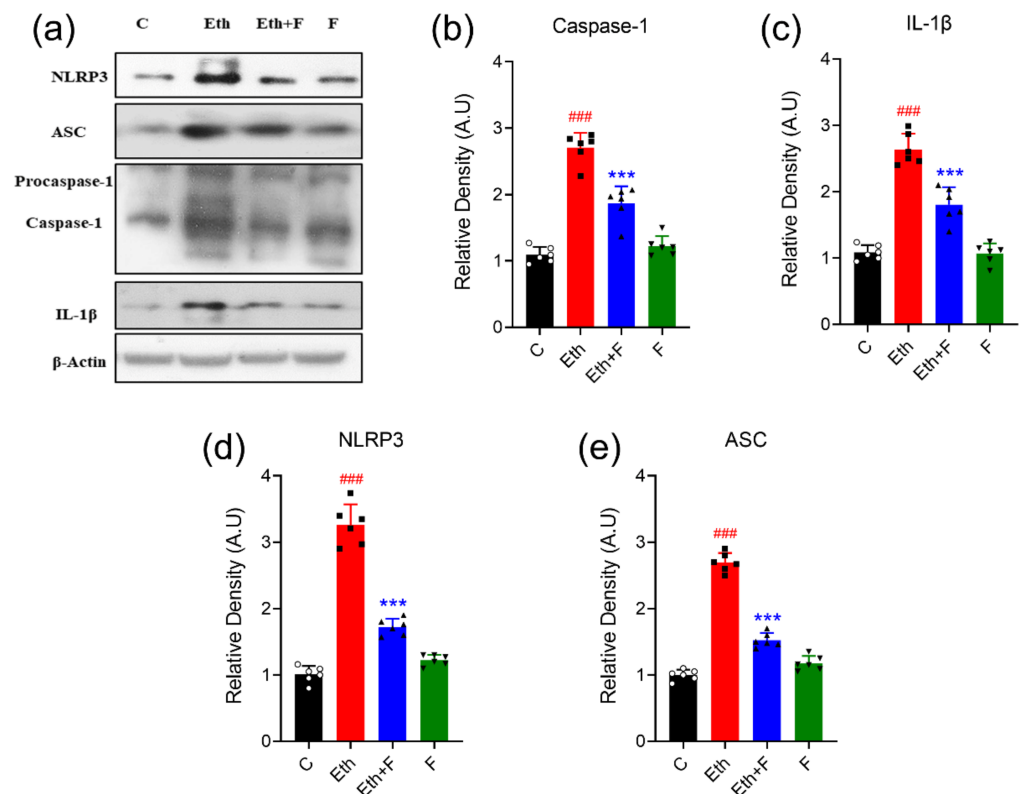 (a)
C Eth Eth+F F
NLRP3
ASC
Procaspase-1
Caspase-1
IL-1β
β-Actin
(b)
Caspase-1
Relative Density (A.U)
4
3
2
1
0
###
***
C Eth Eth+F F
(c)
IL-1β
Relative Density (A.U)
4
3
2
1
0
###
***
C Eth Eth+F F
(d)
NLRP3
Relative Density (A.U)
4
3
2
1
0
###
***
C Eth Eth+F F
(e)
ASC
Relative Density (A.U)
4
3
2
1
0
###
***
C Eth Eth+F F